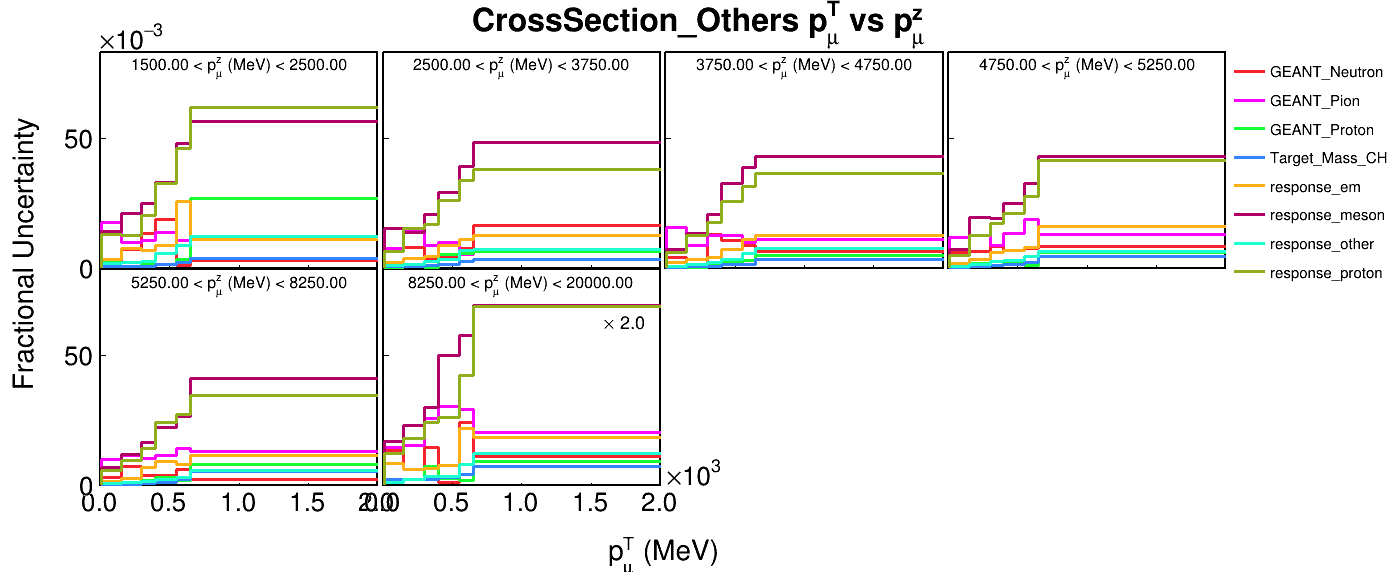 CrossSection_Others p_μ^T vs p_μ^z
×10⁻³
1500.00 < p_μ^z (MeV) < 2500.00
2500.00 < p_μ^z (MeV) < 3750.00
3750.00 < p_μ^z (MeV) < 4750.00
4750.00 < p_μ^z (MeV) < 5250.00
GEANT_Neutron
GEANT_Pion
GEANT_Proton
Target_Mass_CH
response_em
response_meson
response_other
response_proton
50
0
Fractional Uncertainty
5250.00 < p_μ^z (MeV) < 8250.00
8250.00 < p_μ^z (MeV) < 20000.00
× 2.0
50
0
0.0 0.5 1.0 1.5 2.0
0.0 0.5 1.0 1.5 2.0
×10³
p_μ^T (MeV)